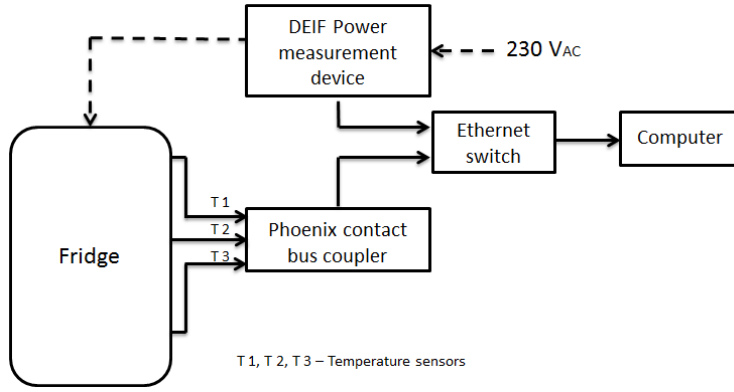 DEIF Power
measurement
device
230 VAC
Ethernet
switch
Computer
T 1
T 2
T 3
Phoenix contact
bus coupler
Fridge
T 1, T 2, T 3 – Temperature sensors